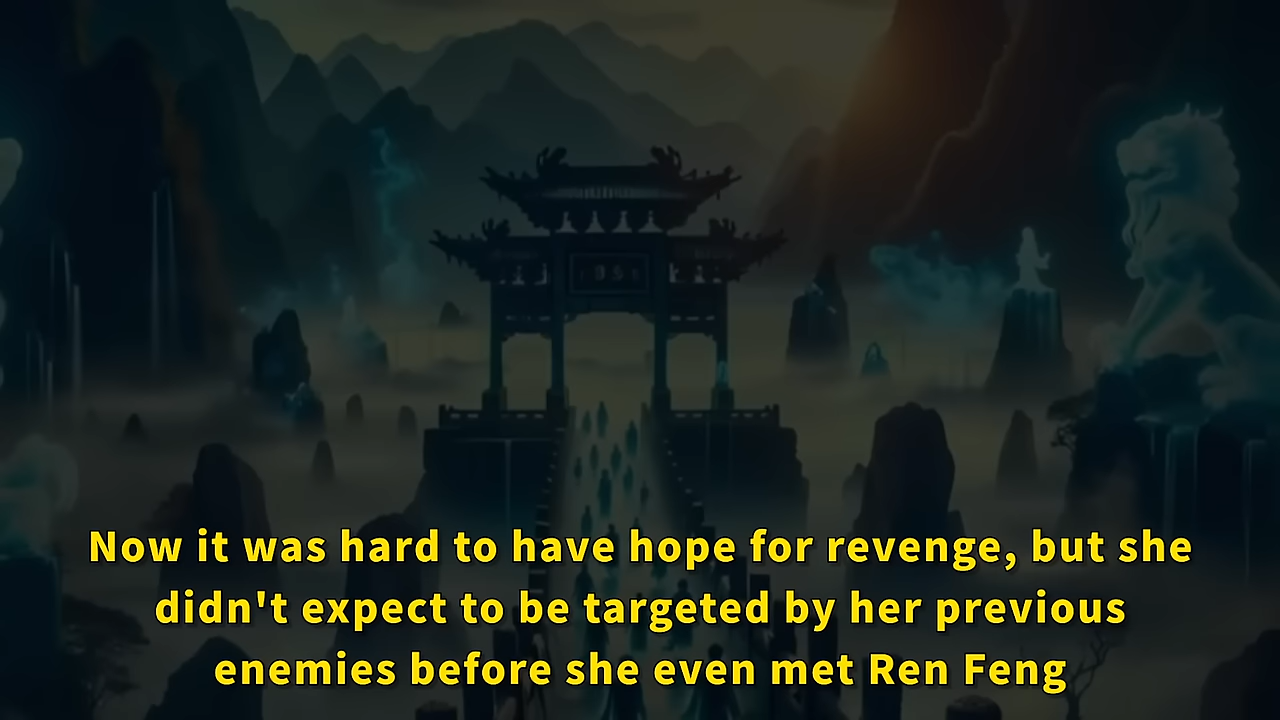 Now it was hard to have hope for revenge, but she
didn't expect to be targeted by her previous
enemies before she even met Ren Feng